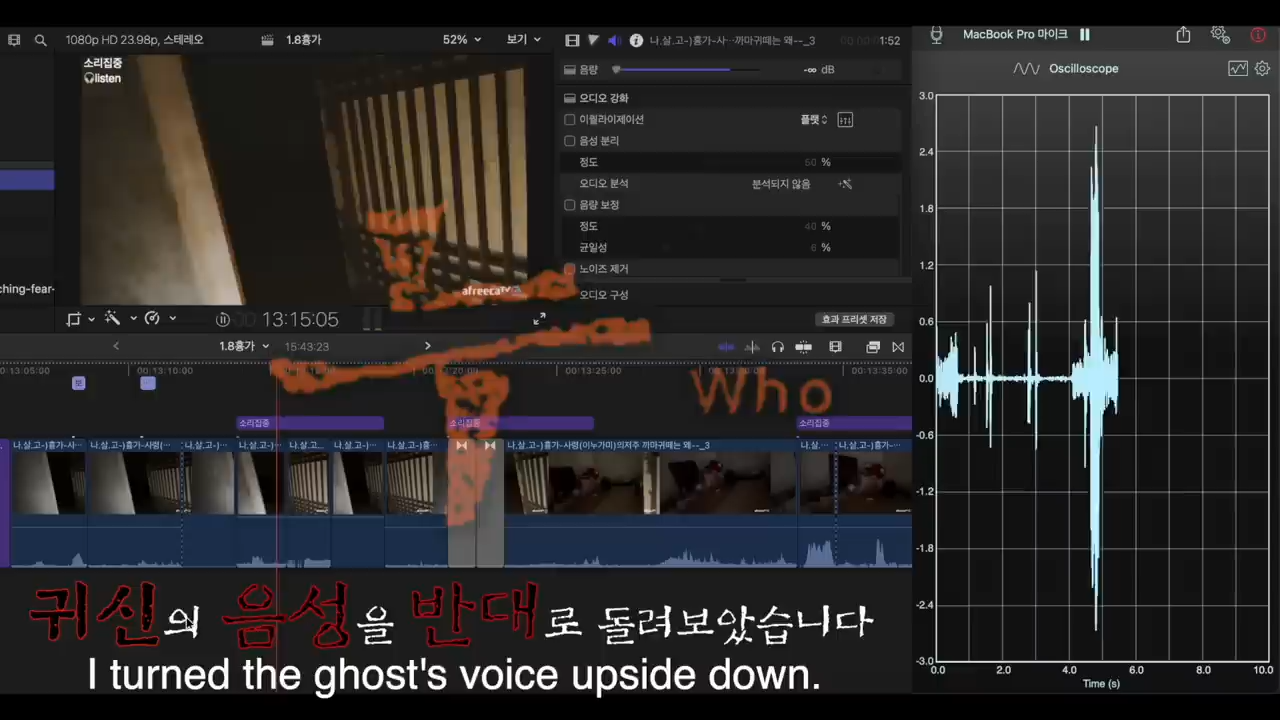 1080p HD 23.98p, 스테레오
1.8흉가
52%
보기
나.살.고-)흉가-사···까마귀떼는 왜--_3
1:52
MacBook Pro 마이크
소리집중
listen
음량
-∞ dB
Oscilloscope
오디오 강화
이퀄라이제이션
플랫
음성 분리
정도
50 %
오디오 분석
분석되지 않음
음량 보정
정도
40 %
균일성
6 %
노이즈 제거
오디오 구성
ching-fear-
afreecaTV
13:15:05
효과 프리셋 저장
1.8흉가
15:43:23
0:13:05:00
00:13:10:00
00:13:25:00
00:13:35:00
Who
소리집중
소리집중
소리집중
나.살.고-)흉가-사령(이누가미)의저주 까마귀떼는 왜--_3
3.0
2.4
1.8
1.2
0.6
0.0
-0.6
-1.2
-1.8
-2.4
-3.0
0.0 2.0 4.0 6.0 8.0 10.0
Time (s)
귀신의 음성을 반대로 돌려보았습니다
I turned the ghost's voice upside down.